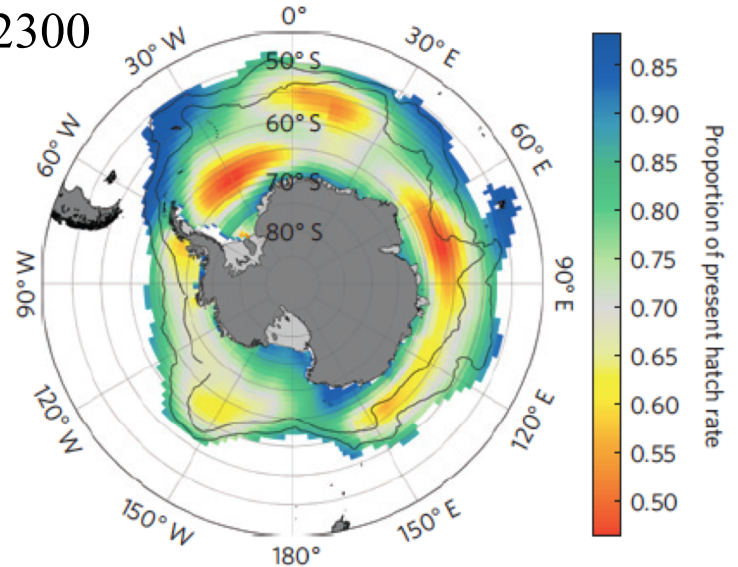 2300
0°
30° W
30° E
50° S
60° W
60° S
60° E
70° S
80° S
90° W
90° E
120° W
120° E
150° W
150° E
180°
0.85
0.90
0.85
0.80
0.75
0.70
0.65
0.60
0.55
0.50
Proportion of present hatch rate